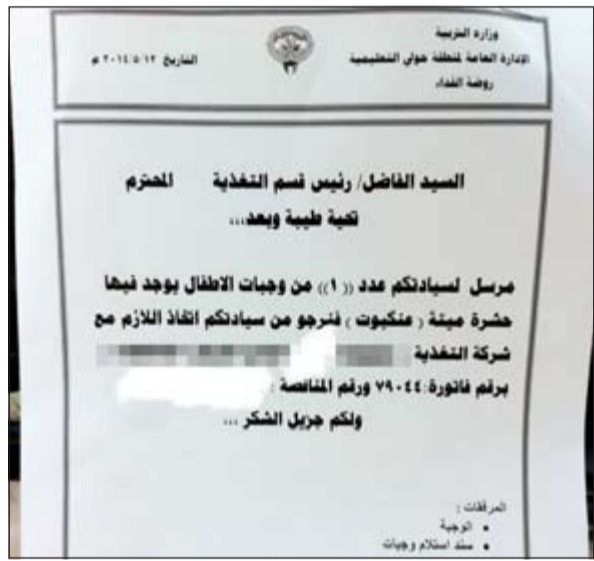 وزارة التربية
الإدارة العامة لمنطقة حولي التعليمية
روضة الفداء
التاريخ ٢٠١٤/٥/١٢ م
السيد الفاضل/ رئيس قسم التغذية المحترم
تحية طيبة وبعد...
مرسل لسيادتكم عدد ((١)) من وجبات الاطفال يوجد فيها
حشرة ميتة ( عنكبوت ) فنرجو من سيادتكم اتخاذ اللازم مع
شركة التغذية
برقم فاتورة: ٧٩٠٤٤ ورقم المناقصة :
ولكم جزيل الشكر ...
المرفقات :
• الوجبة
• سند استلام وجبات